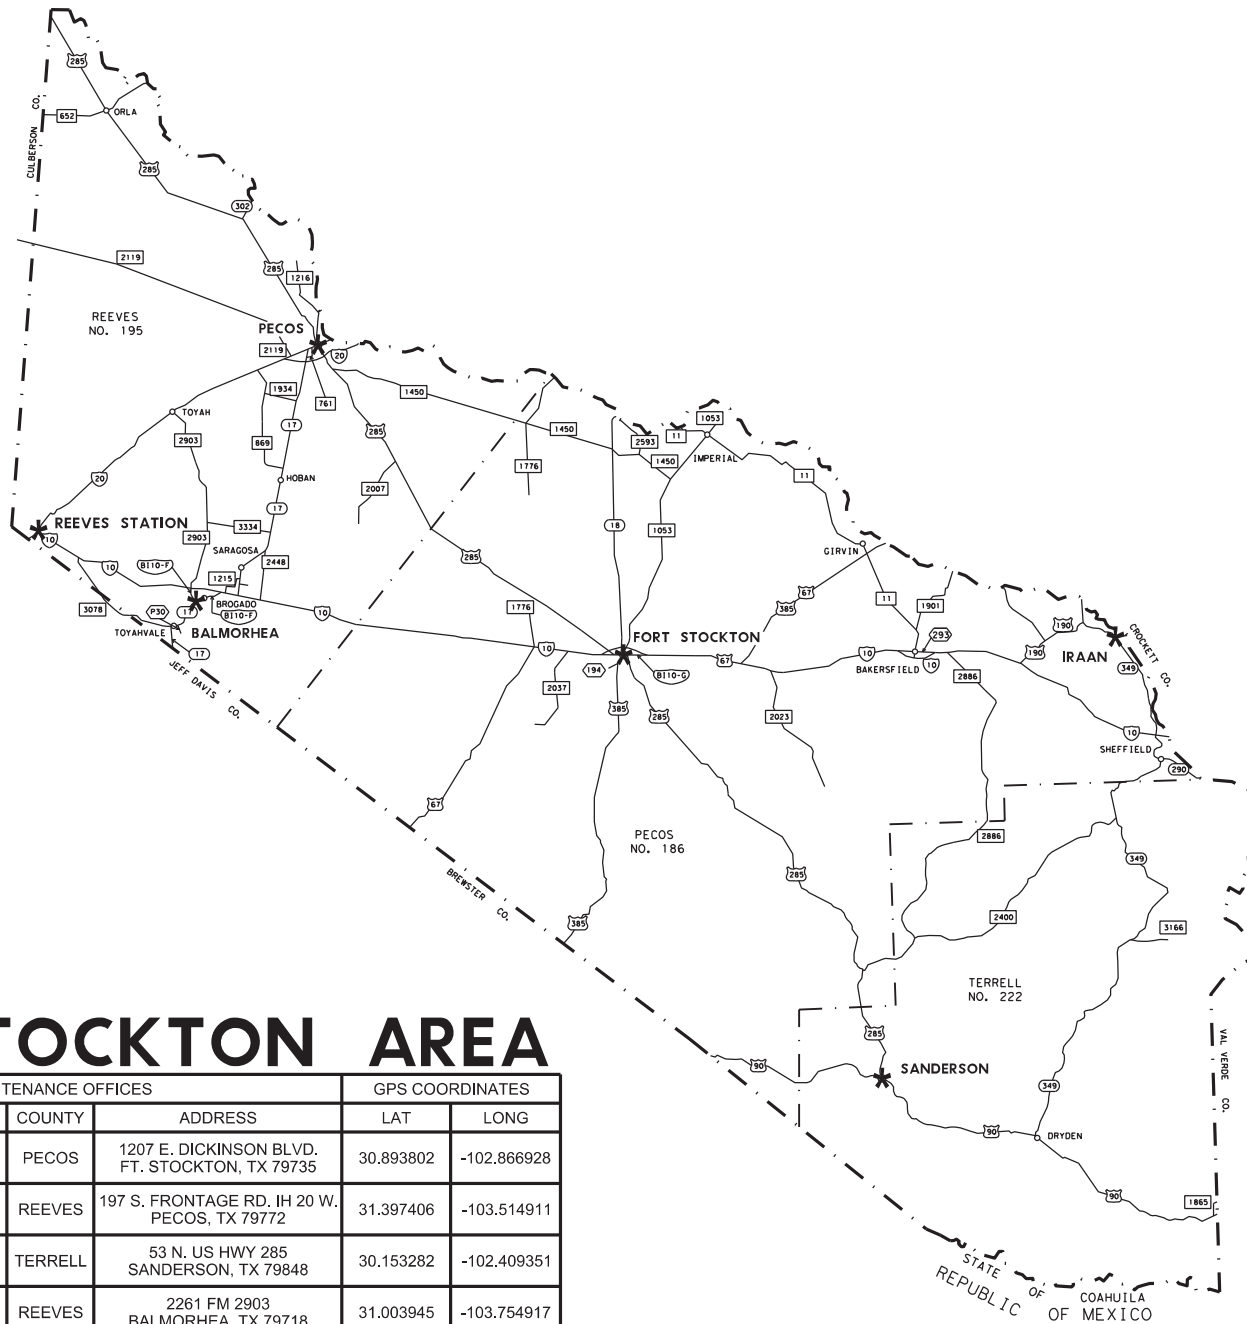 285
652
ORLA
CULBERSON CO.
285
302
2119
285
1216
REEVES
NO. 195
PECOS
2119
20
1934
761
1450
TOYAH
17
285
2903
869
1450
1776
11
1053
2593
1450
IMPERIAL
11
20
HOBAN
2007
17
18
1053
REEVES STATION
10
2903
3334
SARAGOSA
2448
285
GIRVIN
BI10-F
10
1215
3078
P30
17
BROGADO
BI10-F
TOYAHVALE
BALMORHEA
17
JEFF DAVIS CO.
10
1776
10
FORT STOCKTON
67
385
11
1901
293
190
190
IRAAN
CROCKETT CO.
349
194
BI10-G
67
10
BAKERSFIELD
10
2886
2037
385
285
2023
10
SHEFFIELD
290
67
PECOS
NO. 186
2886
349
BREWSTER CO.
285
385
2400
3166
TERRELL
NO. 222
285
VAL VERDE CO.
90
SANDERSON
349
90
DRYDEN
90
1865
STATE OF COAHUILA
REPUBLIC OF MEXICO
TOCKTON AREA
TENANCE OFFICES GPS COORDINATES
COUNTY ADDRESS LAT LONG
PECOS 1207 E. DICKINSON BLVD.
FT. STOCKTON, TX 79735 30.893802 -102.866928
REEVES 197 S. FRONTAGE RD. IH 20 W.
PECOS, TX 79772 31.397406 -103.514911
TERRELL 53 N. US HWY 285
SANDERSON, TX 79848 30.153282 -102.409351
REEVES 2261 FM 2903
BALMORHEA, TX 79718 31.003945 -103.754917